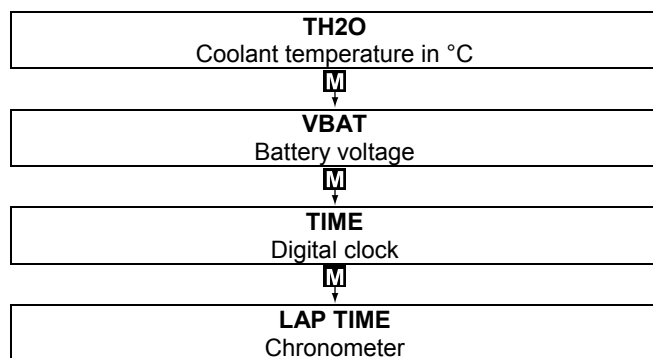 TH2O
Coolant temperature in °C
M
VBAT
Battery voltage
M
TIME
Digital clock
M
LAP TIME
Chronometer